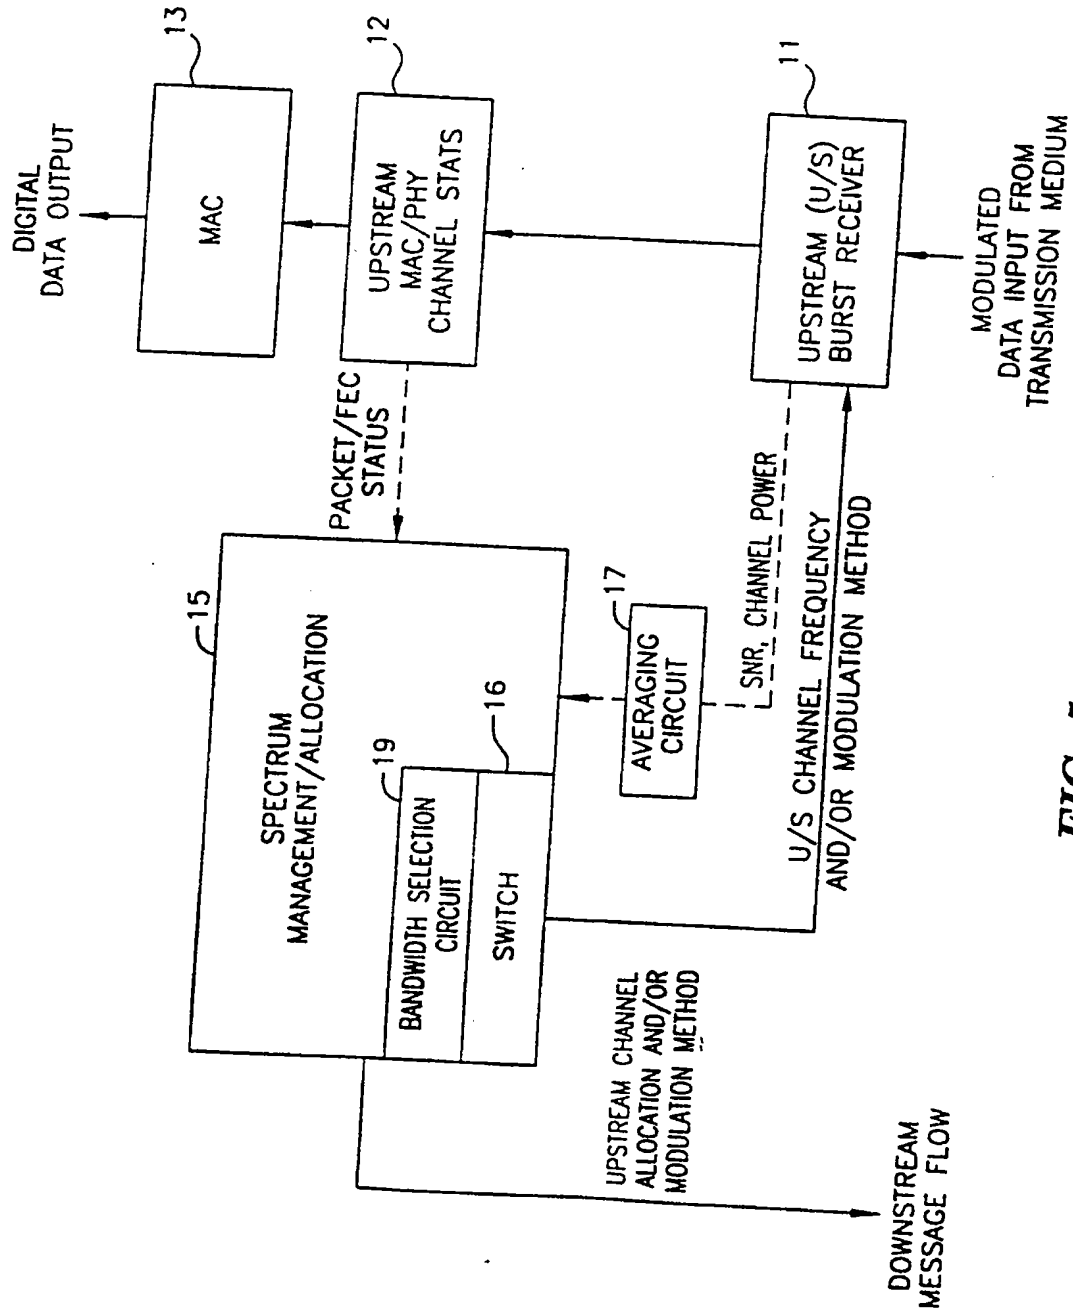 DIGITAL
DATA OUTPUT
13
MAC
12
UPSTREAM
MAC/PHY
CHANNEL STATS
PACKET/FEC
STATUS
11
UPSTREAM (U/S)
BURST RECEIVER
MODULATED
DATA INPUT FROM
TRANSMISSION MEDIUM
15
SPECTRUM
MANAGEMENT/ALLOCATION
19
BANDWIDTH SELECTION
CIRCUIT
16
SWITCH
17
AVERAGING
CIRCUIT
SNR, CHANNEL POWER
U/S CHANNEL FREQUENCY
AND/OR MODULATION METHOD
UPSTREAM CHANNEL
ALLOCATION AND/OR
MODULATION METHOD
DOWNSTREAM
MESSAGE FLOW